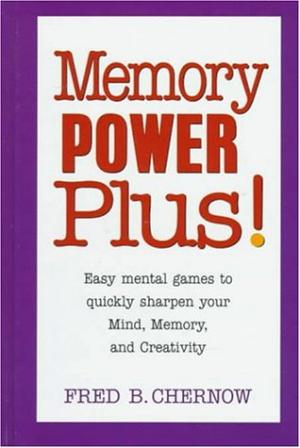 Memory
POWER
Plus!
Easy mental games to
quickly sharpen your
Mind, Memory,
and Creativity
FRED B. CHERNOW